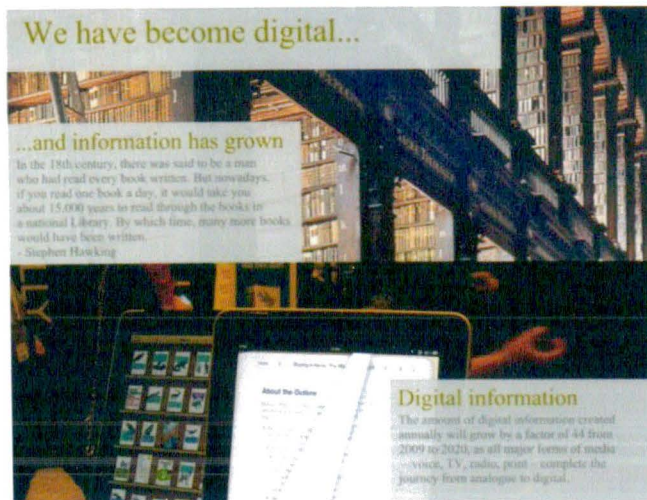 We have become digital...
...and information has grown
In the 18th century, there was said to be a man
who had read every book written. But nowadays,
if you read one book a day, it would take you
about 15,000 years to read through the books in
a national Library. By which time, many more books
would have been written.
- Stephen Hawking
About the Authors
Digital information
The amount of digital information created
annually will grow by a factor of 44 from
2009 to 2020, as all major forms of media
- voice, TV, radio, print - complete the
journey from analogue to digital.